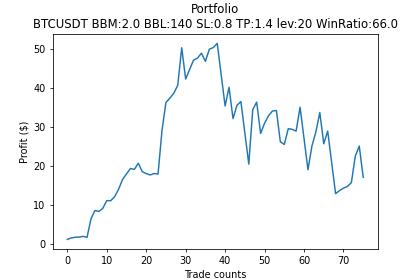 Portfolio
BTCUSDT BBM:2.0 BBL:140 SL:0.8 TP:1.4 lev:20 WinRatio:66.0
50
40
30
20
10
0
Profit ($)
0 10 20 30 40 50 60 70
Trade counts